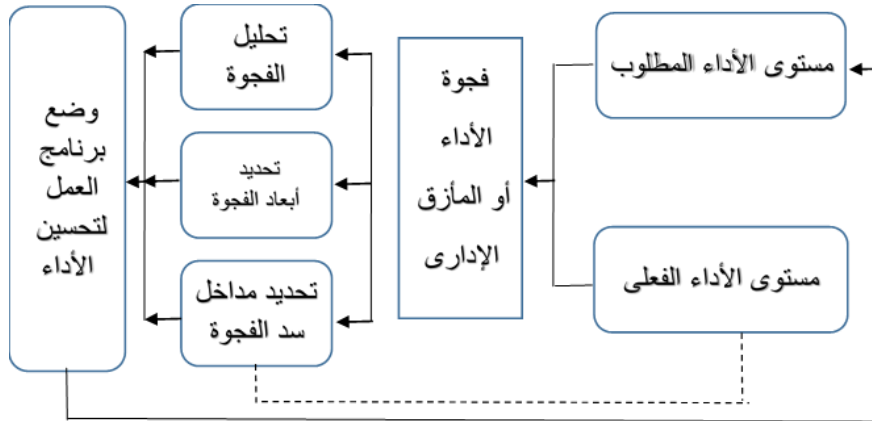 مستوى الأداء المطلوب
مستوى الأداء الفعلى
فجوة
الأداء
أو المأزق
الإدارى
تحليل
الفجوة
تحديد
أبعاد الفجوة
تحديد مداخل
سد الفجوة
وضع
برنامج
العمل
لتحسين
الأداء